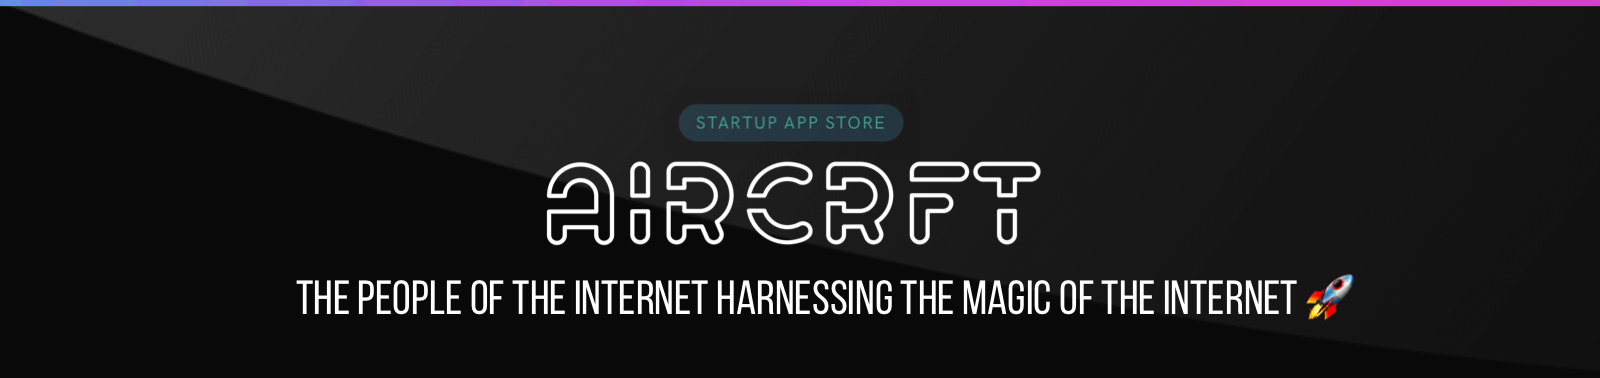 STARTUP APP STORE
AIRCRFT
THE PEOPLE OF THE INTERNET HARNESSING THE MAGIC OF THE INTERNET 🚀